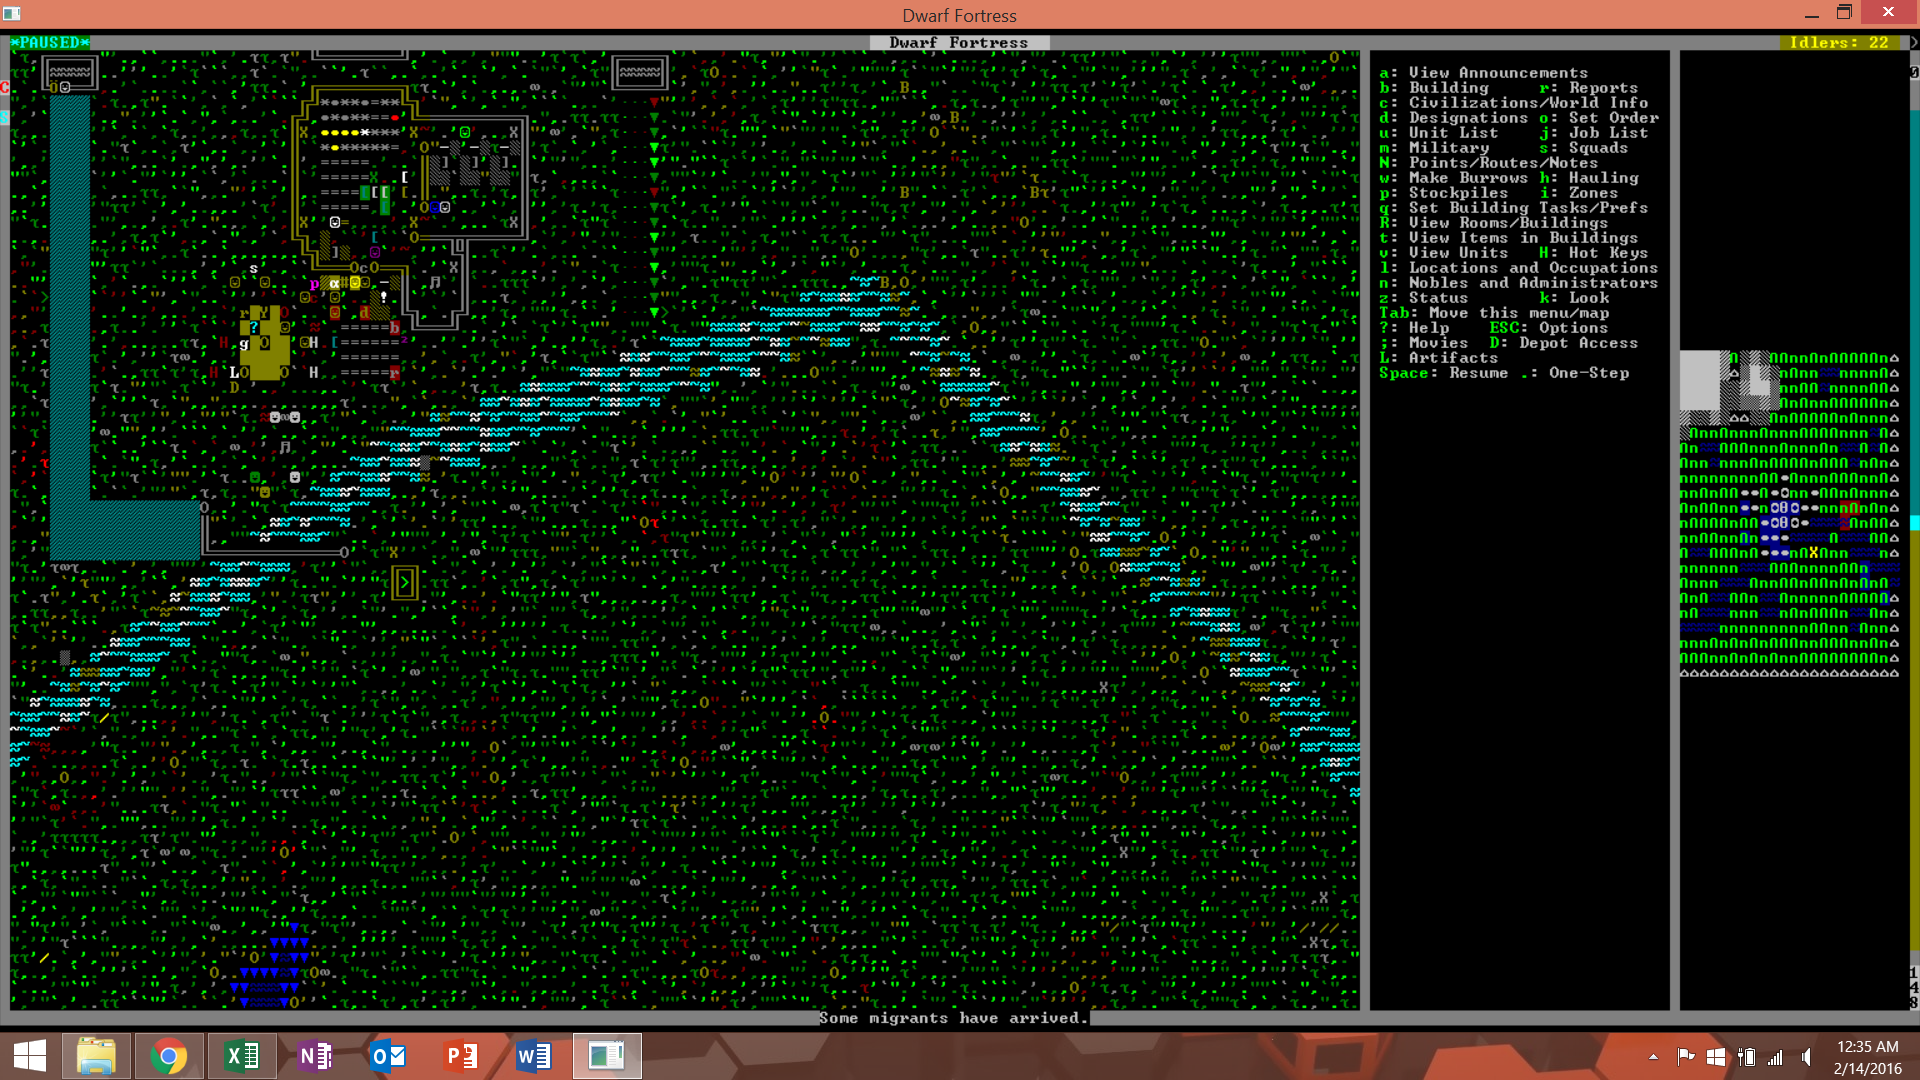 Dwarf Fortress
*PAUSED*
Dwarf Fortress
Idlers: 22
a: View Announcements
b: Building r: Reports
c: Civilizations/World Info
d: Designations o: Set Order
u: Unit List j: Job List
m: Military s: Squads
N: Points/Routes/Notes
w: Make Burrows h: Hauling
p: Stockpiles i: Zones
q: Set Building Tasks/Prefs
R: View Rooms/Buildings
t: View Items in Buildings
v: View Units H: Hot Keys
l: Locations and Occupations
n: Nobles and Administrators
z: Status k: Look
Tab: Move this menu/map
?: Help ESC: Options
;: Movies D: Depot Access
L: Artifacts
Space: Resume .: One-Step
Some migrants have arrived.
12:35 AM
2/14/2016